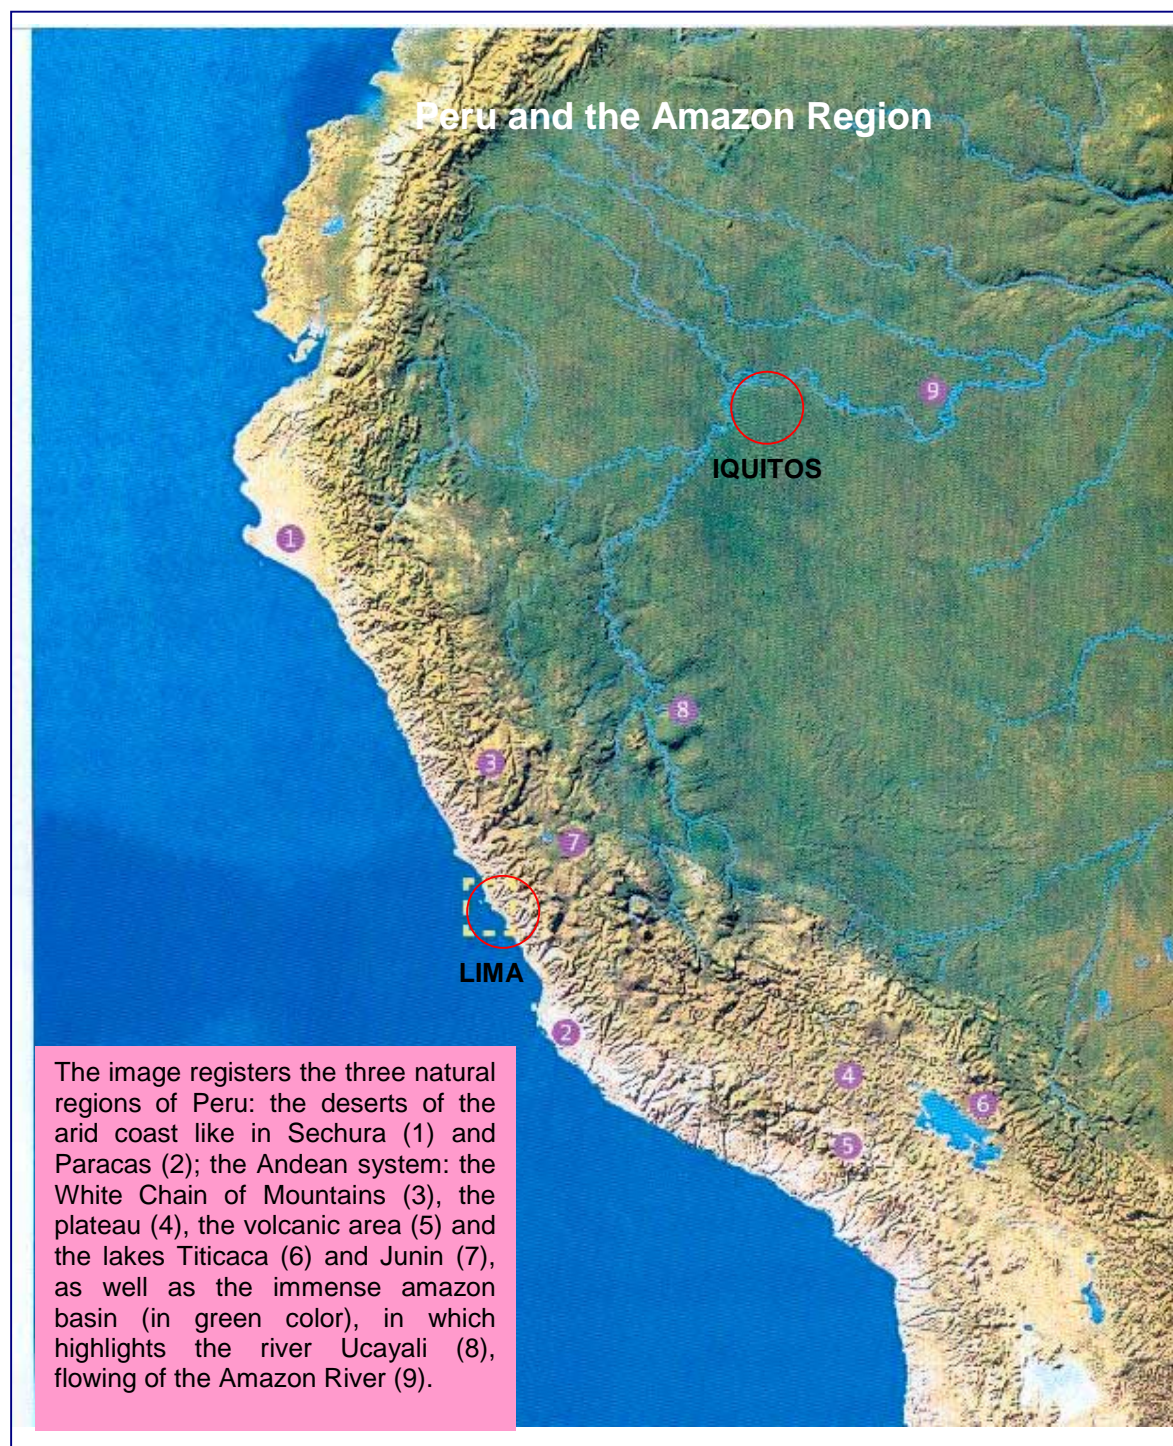 Peru and the Amazon Region
9
IQUITOS
1
8
3
7
LIMA
2
4
6
5
The image registers the three natural
regions of Peru: the deserts of the
arid coast like in Sechura (1) and
Paracas (2); the Andean system: the
White Chain of Mountains (3), the
plateau (4), the volcanic area (5) and
the lakes Titicaca (6) and Junin (7),
as well as the immense amazon
basin (in green color), in which
highlights the river Ucayali (8),
flowing of the Amazon River (9).